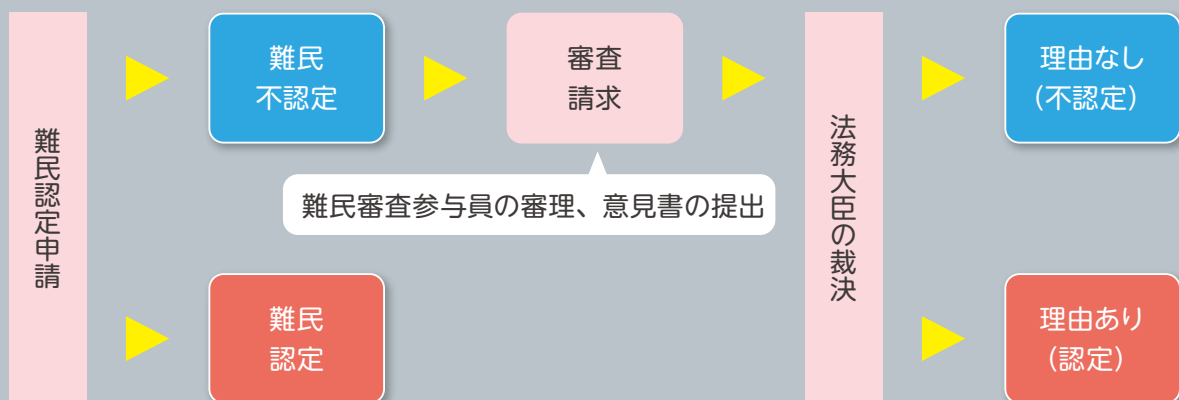 難民認定申請
難民
不認定
審査
請求
難民審査参与員の審理、意見書の提出
難民
認定
法務大臣の裁決
理由なし
(不認定)
理由あり
(認定)